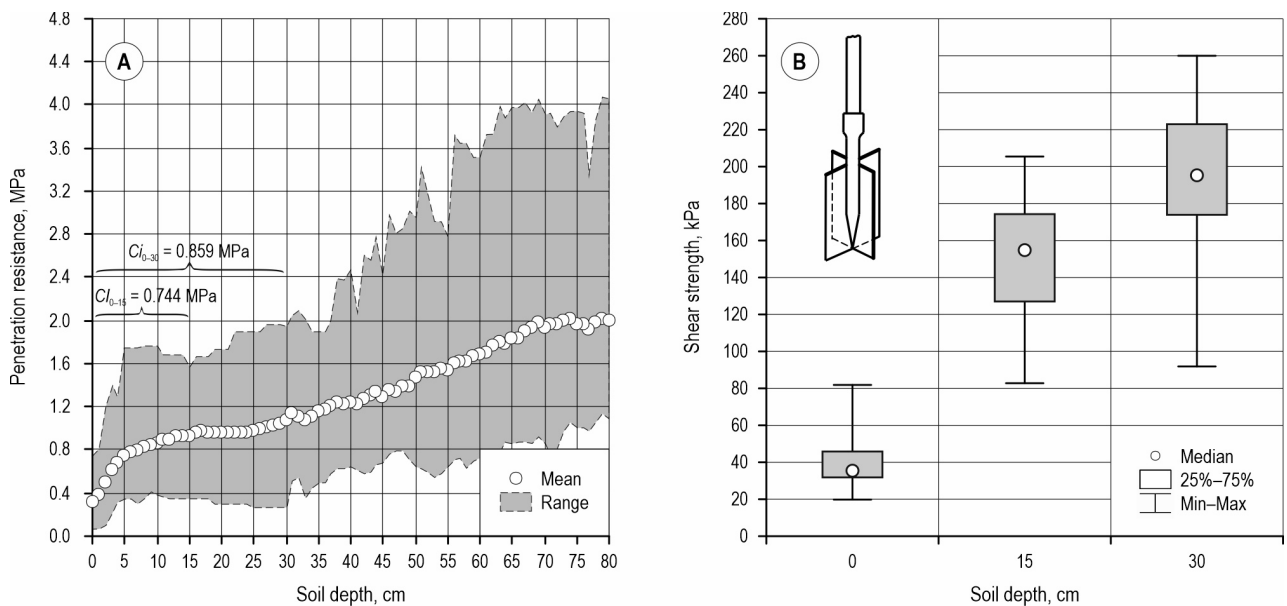 A
Penetration resistance, MPa
4.8
4.4
4.0
3.6
3.2
2.8
2.4
2.0
1.6
1.2
0.8
0.4
0.0
Ci0–30 = 0.859 MPa
CI0–15 = 0.744 MPa
Mean
Range
0 5 10 15 20 25 30 35 40 45 50 55 60 65 70 75 80
Soil depth, cm
B
Shear strength, kPa
280
260
240
220
200
180
160
140
120
100
80
60
40
20
0
Median
25%–75%
Min–Max
0 15 30
Soil depth, cm